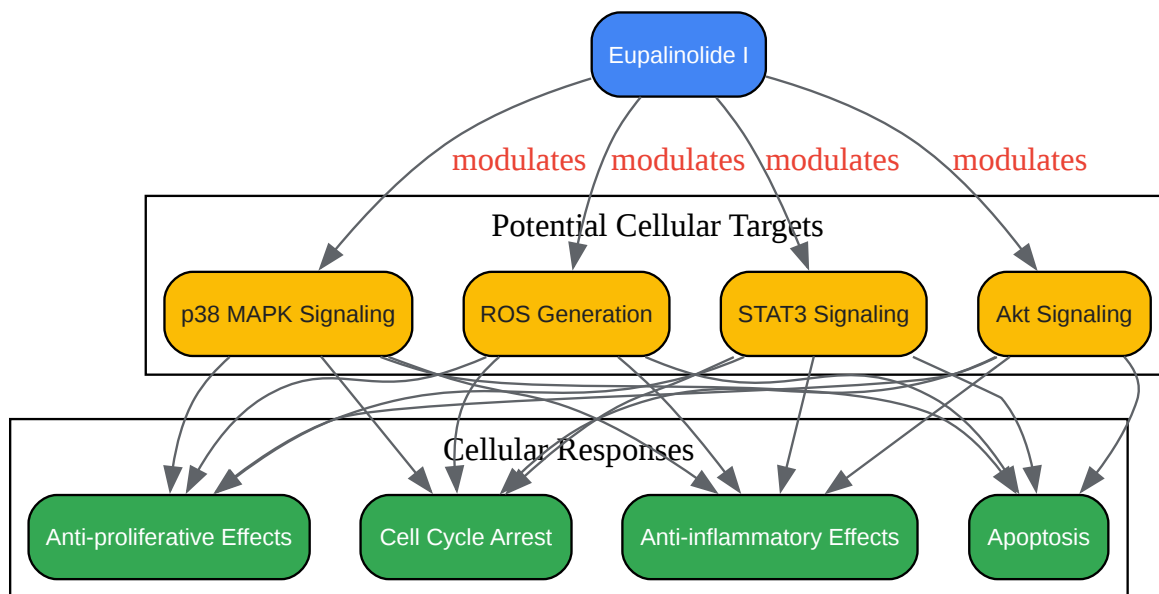 Eupalinolide I
modulates modulates modulates modulates
Potential Cellular Targets
p38 MAPK Signaling ROS Generation STAT3 Signaling Akt Signaling
Cellular Responses
Anti-proliferative Effects Cell Cycle Arrest Anti-inflammatory Effects Apoptosis